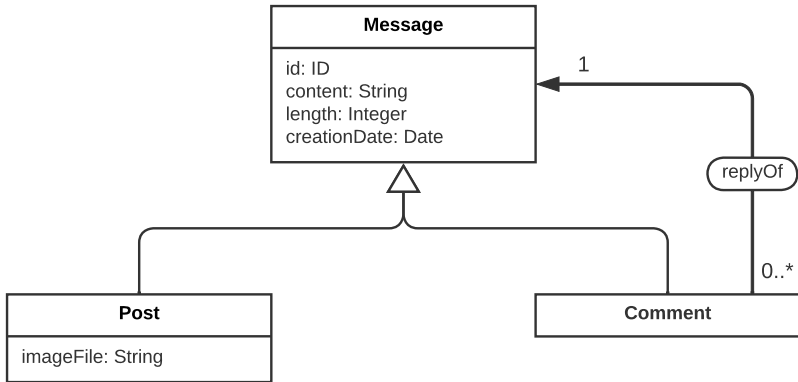 Message
id: ID
content: String
length: Integer
creationDate: Date
1
replyOf
0..*
Post
imageFile: String
Comment